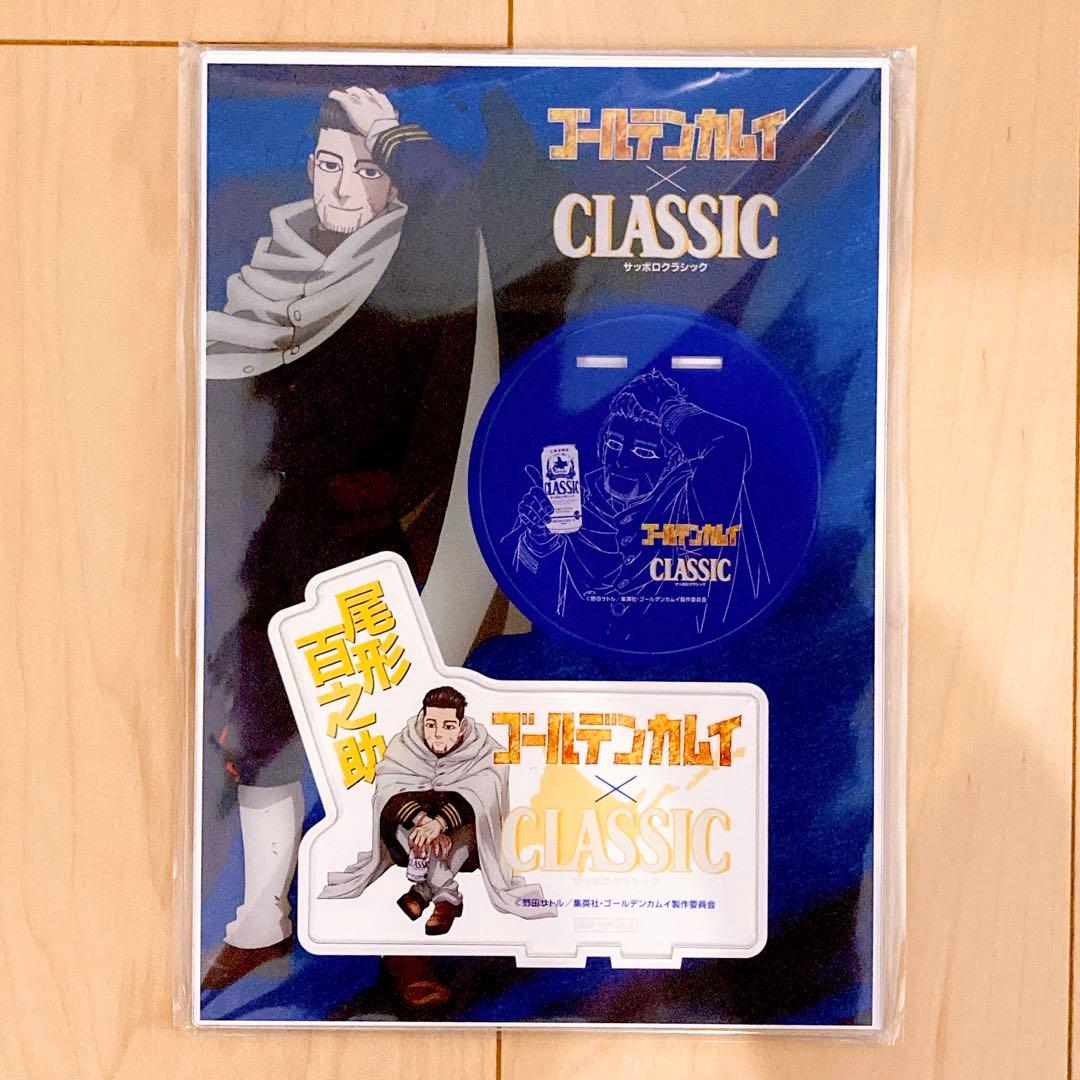 ゴールデンカムイ
×
CLASSIC
サッポロクラシック
CLASSIC
ゴールデンカムイ
×
CLASSIC
サッポロクラシック
©野田サトル／集英社・ゴールデンカムイ製作委員会
尾形
百之助
ゴールデンカムイ
×
CLASSIC
サッポロクラシック
CLASSIC
©野田サトル／集英社・ゴールデンカムイ製作委員会
NOT FOR SALE